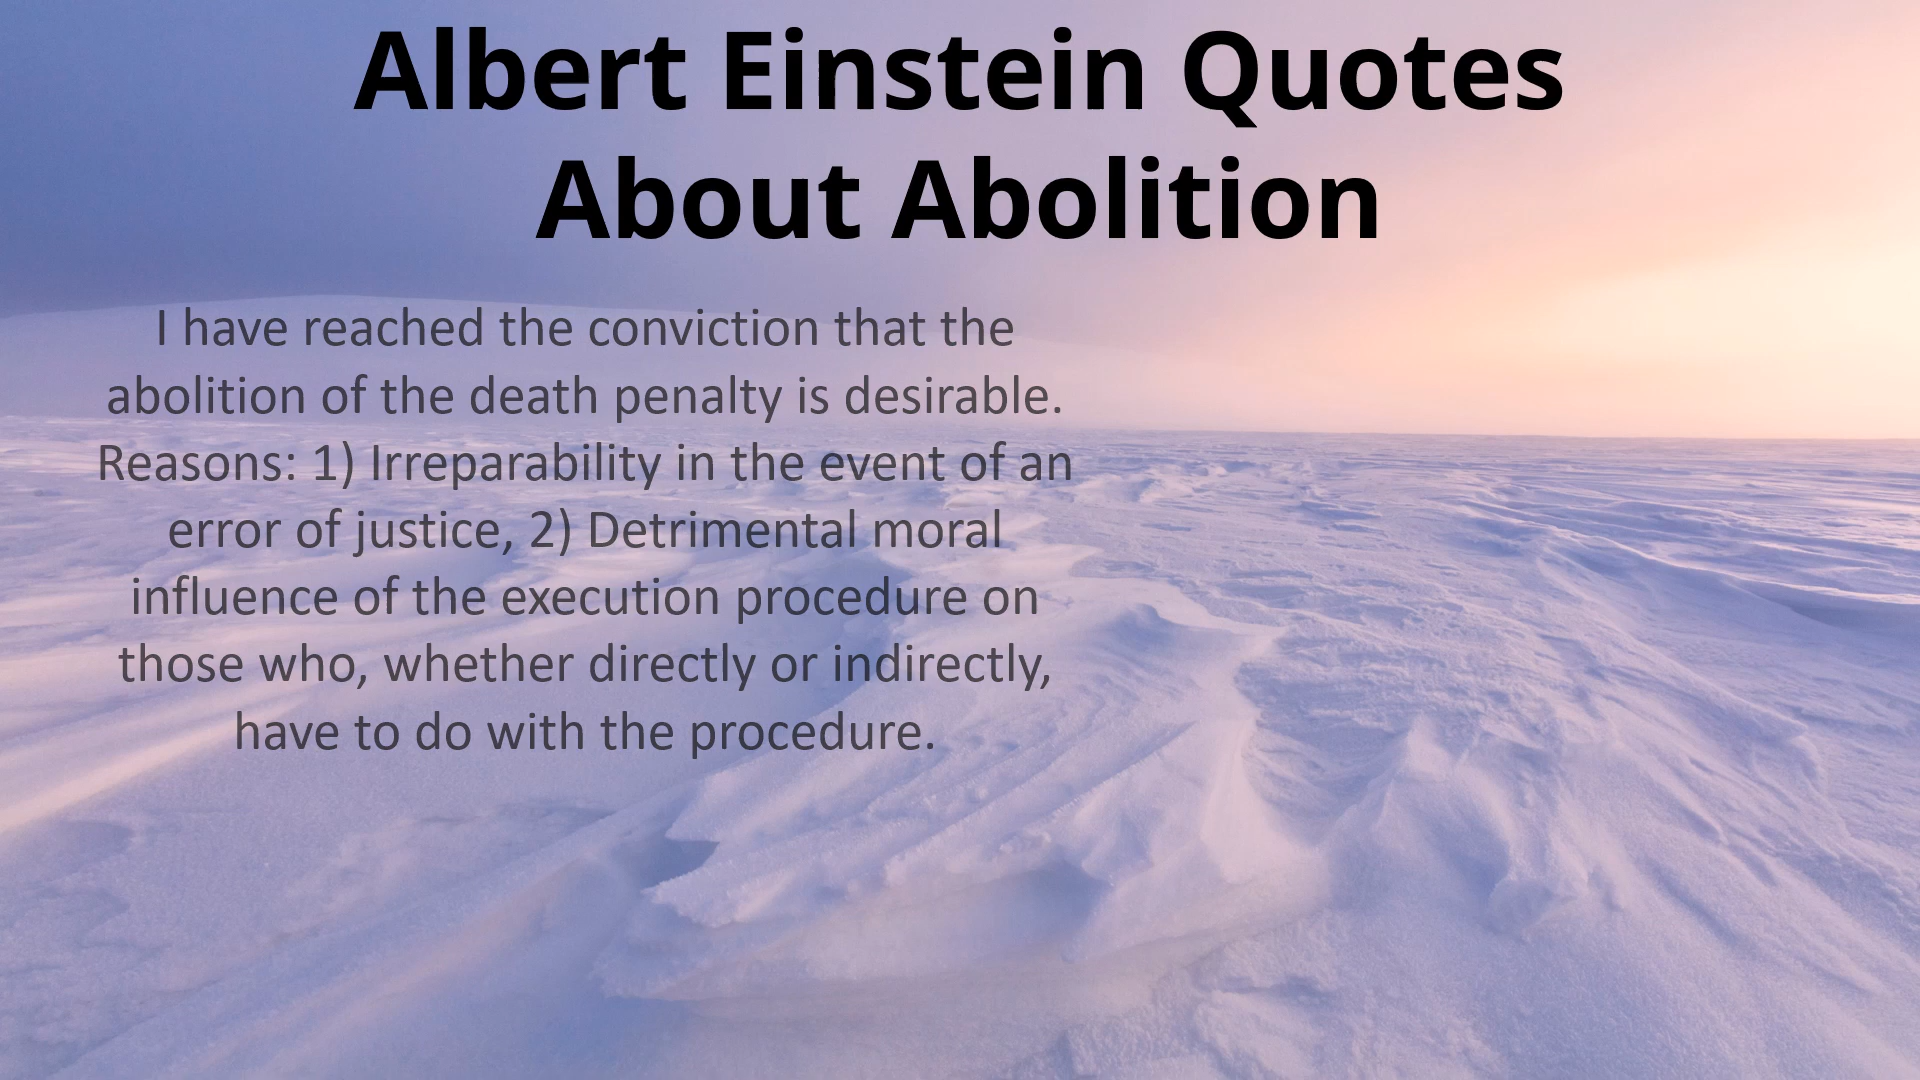 Albert Einstein Quotes
About Abolition
I have reached the conviction that the
abolition of the death penalty is desirable.
Reasons: 1) Irreparability in the event of an
error of justice, 2) Detrimental moral
influence of the execution procedure on
those who, whether directly or indirectly,
have to do with the procedure.